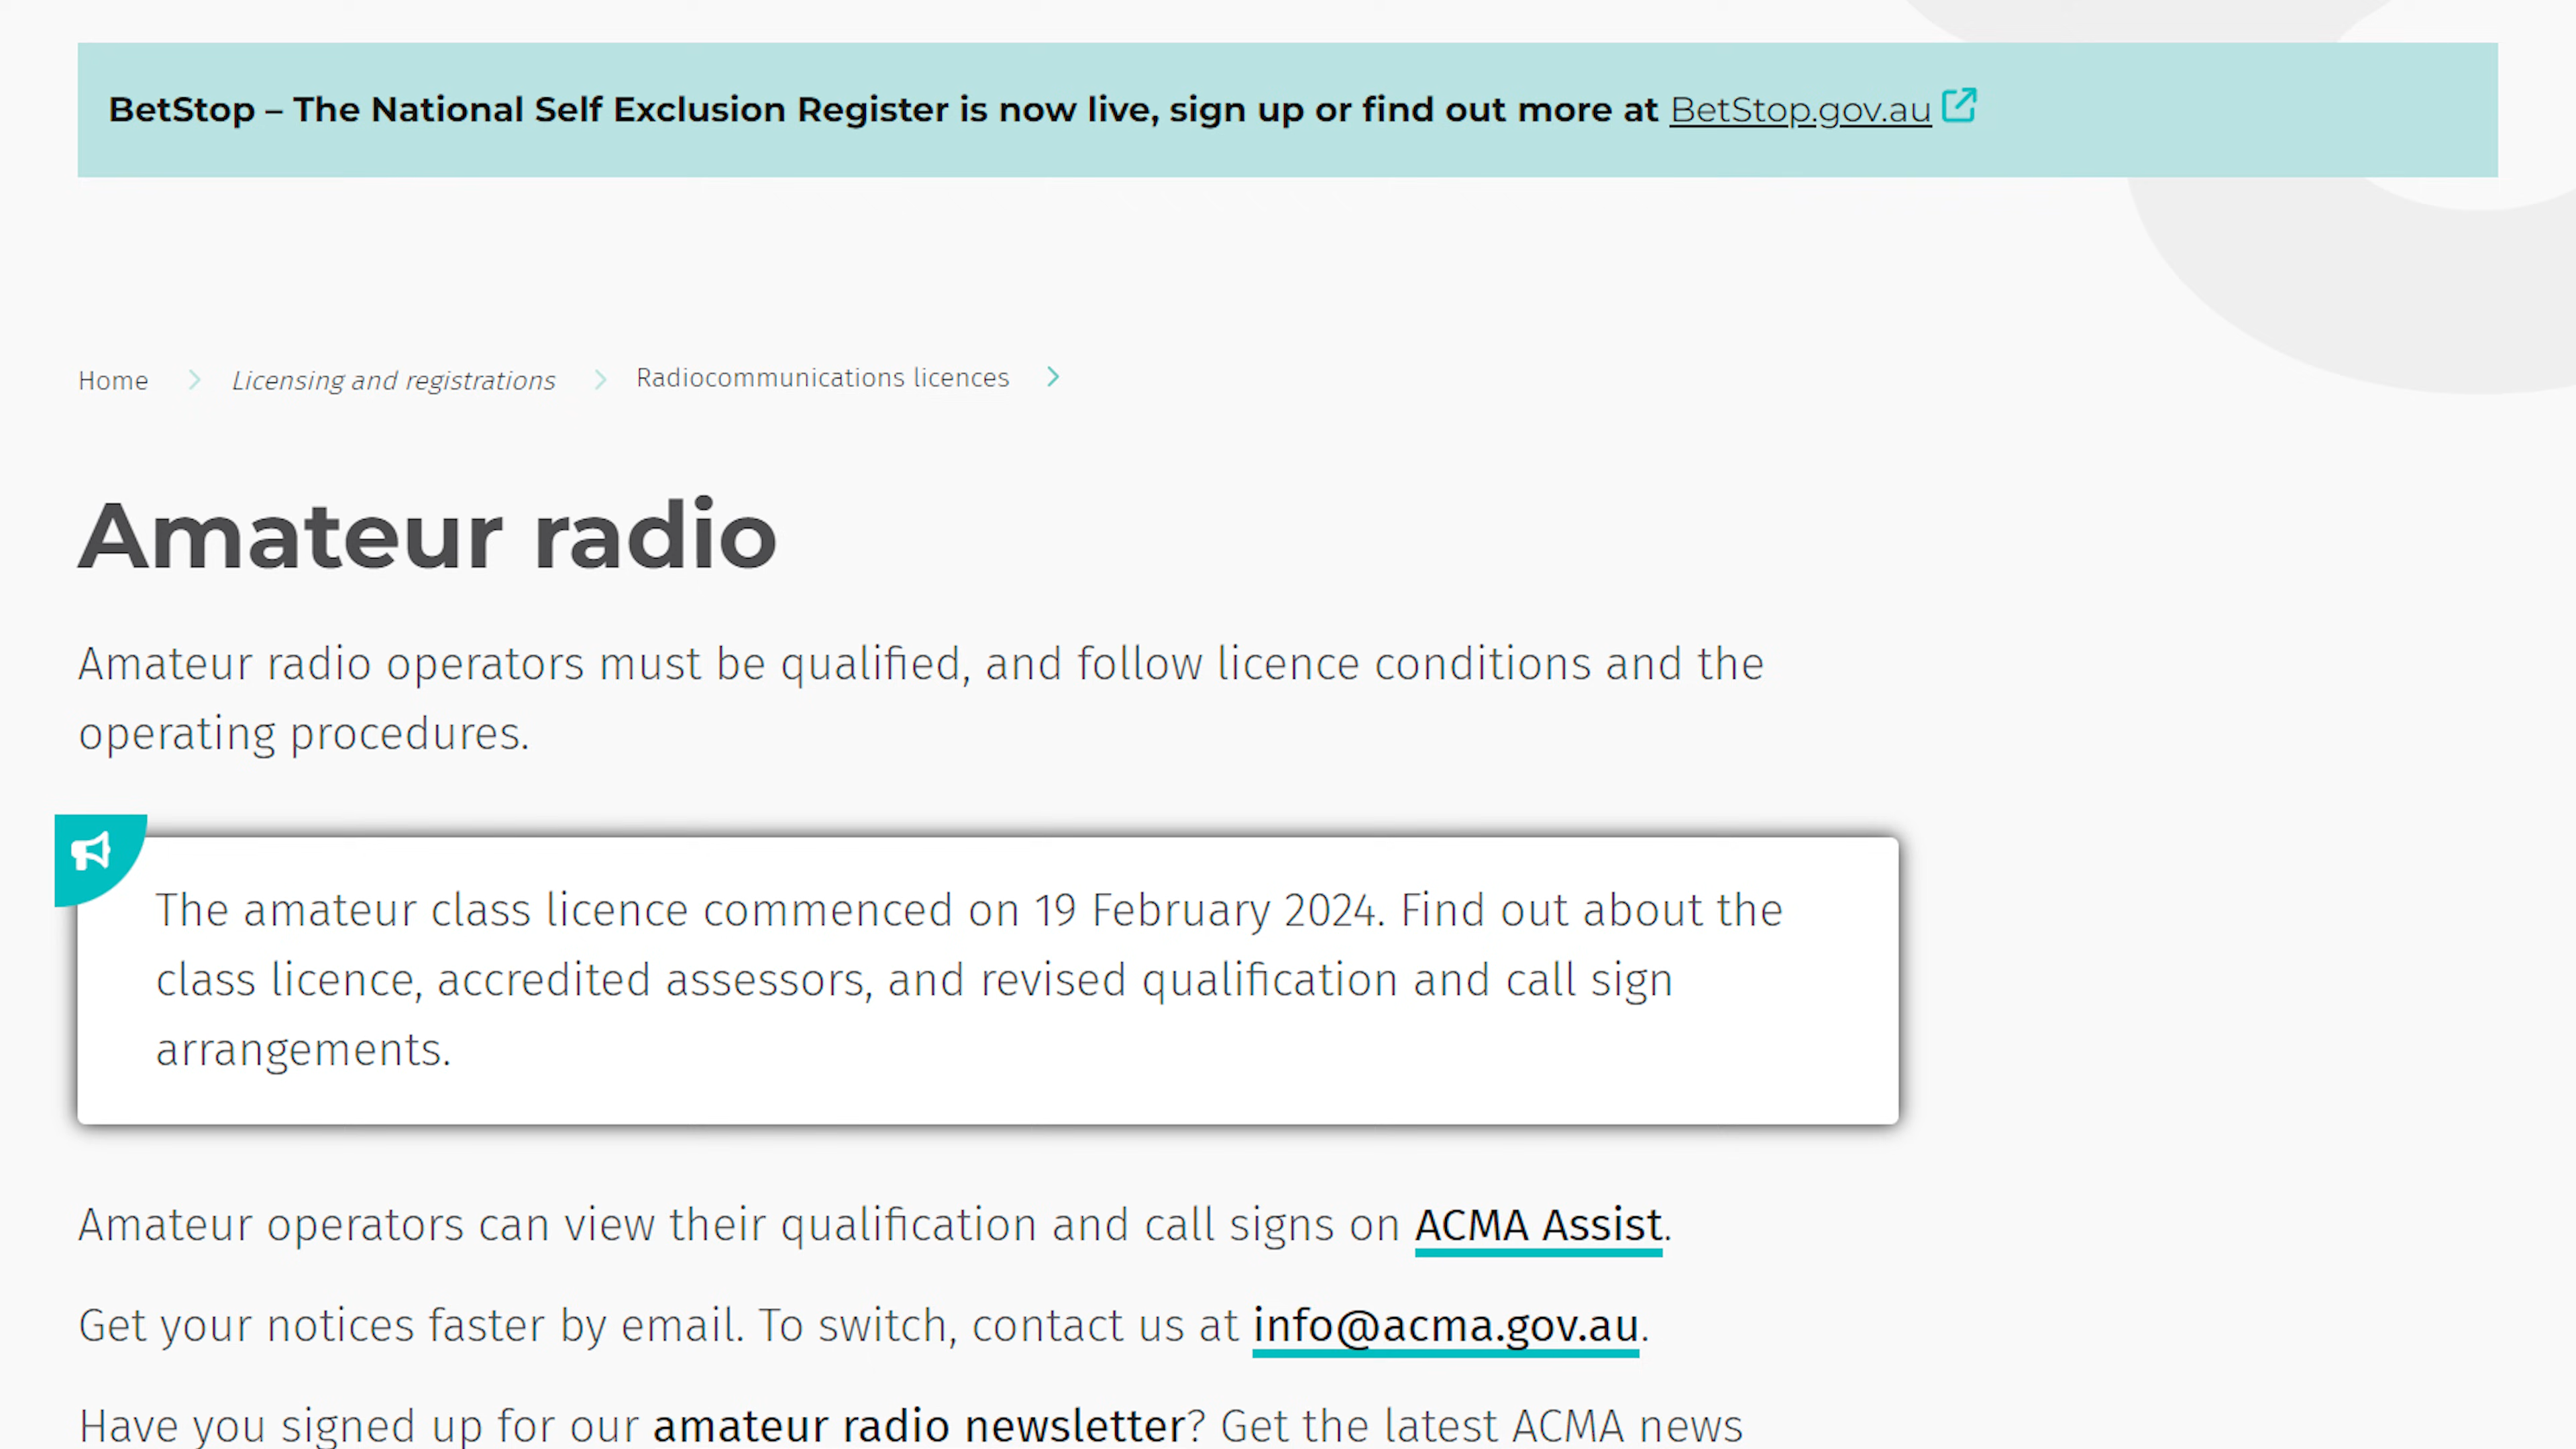 BetStop – The National Self Exclusion Register is now live, sign up or find out more at BetStop.gov.au
Home
Licensing and registrations
Radiocommunications licences
Amateur radio
Amateur radio operators must be qualified, and follow licence conditions and the
operating procedures.
The amateur class licence commenced on 19 February 2024. Find out about the
class licence, accredited assessors, and revised qualification and call sign
arrangements.
Amateur operators can view their qualification and call signs on ACMA Assist.
Get your notices faster by email. To switch, contact us at info@acma.gov.au.
Have you signed up for our amateur radio newsletter? Get the latest ACMA news